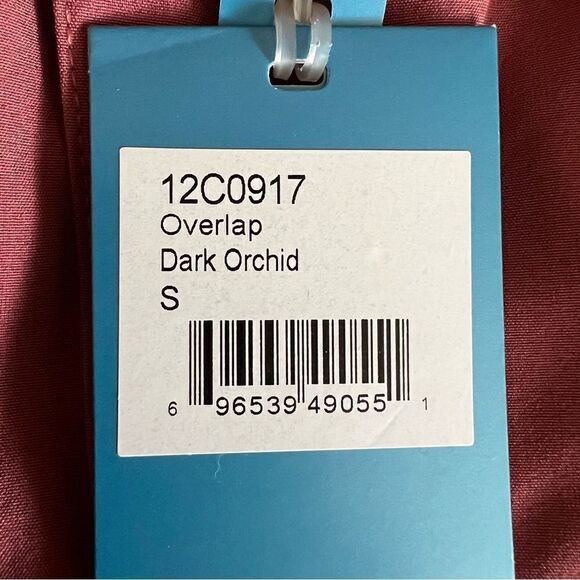 12C0917
Overlap
Dark Orchid
S
6 96539 49055 1